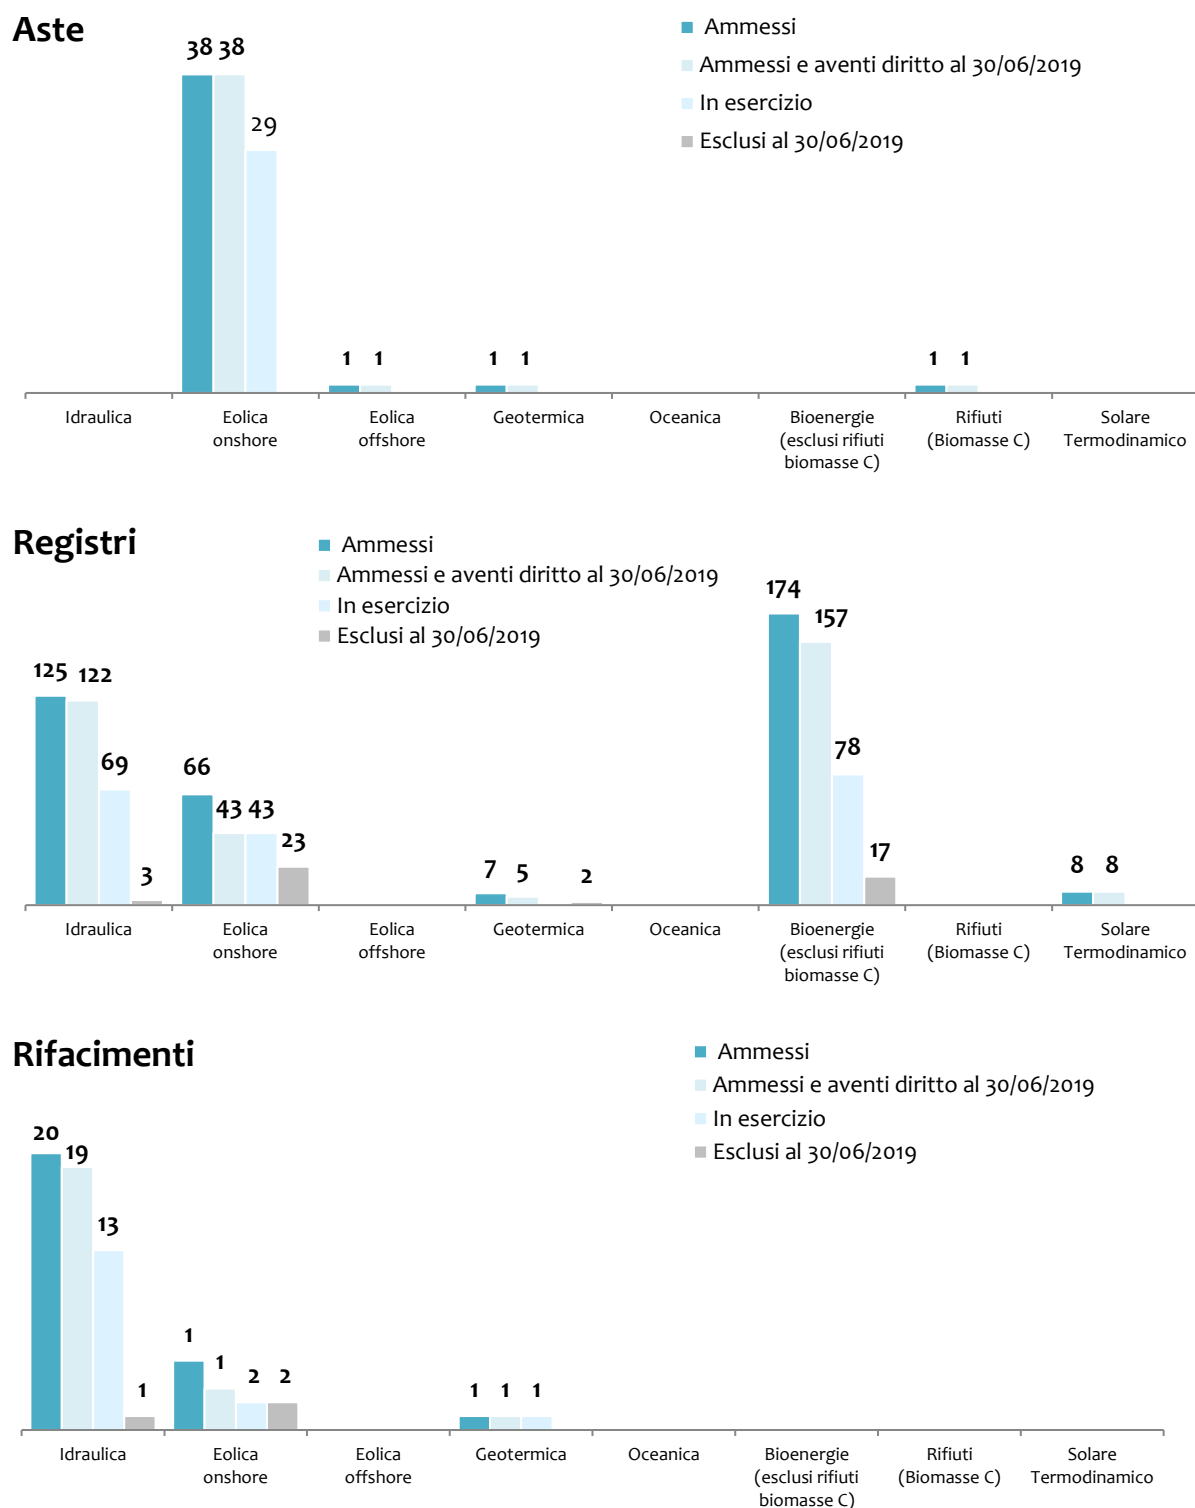 Aste
Ammessi
Ammessi e aventi diritto al 30/06/2019
In esercizio
Esclusi al 30/06/2019
38 38
29
1 1
1 1
1 1
Idraulica
Eolica
onshore
Eolica
offshore
Geotermica
Oceanica
Bioenergie
(esclusi rifiuti
biomasse C)
Rifiuti
(Biomasse C)
Solare
Termodinamico
Registri
Ammessi
Ammessi e aventi diritto al 30/06/2019
In esercizio
Esclusi al 30/06/2019
125 122
69
3
66
43 43
23
7 5 2
174
157
78
17
8 8
Idraulica
Eolica
onshore
Eolica
offshore
Geotermica
Oceanica
Bioenergie
(esclusi rifiuti
biomasse C)
Rifiuti
(Biomasse C)
Solare
Termodinamico
Rifacimenti
Ammessi
Ammessi e aventi diritto al 30/06/2019
In esercizio
Esclusi al 30/06/2019
20
19
13
1
1
1
2 2
1 1 1
Idraulica
Eolica
onshore
Eolica
offshore
Geotermica
Oceanica
Bioenergie
(esclusi rifiuti
biomasse C)
Rifiuti
(Biomasse C)
Solare
Termodinamico